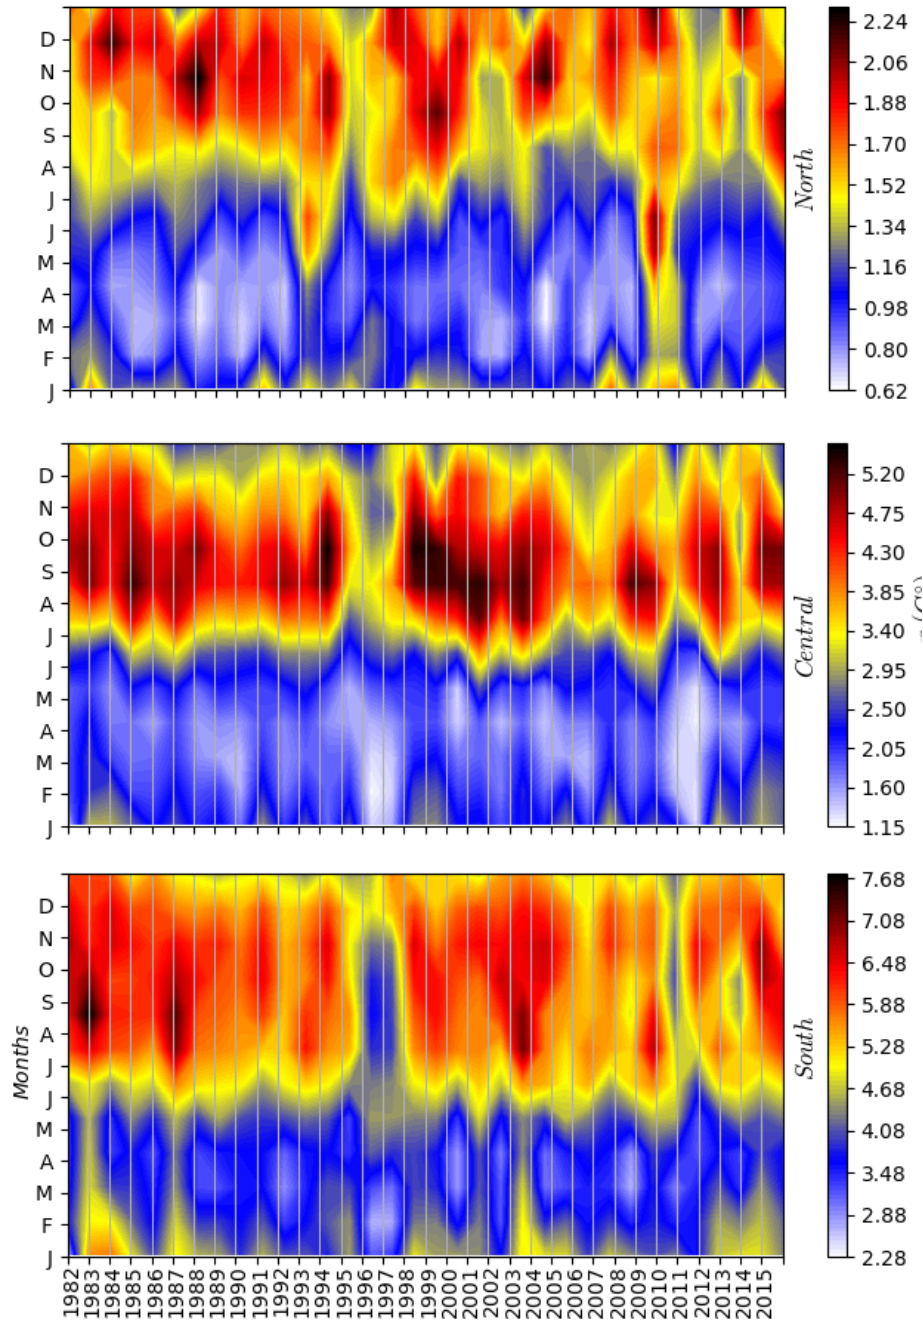 D
N
O
S
A
J
J
M
A
M
F
J
2.24
2.06
1.88
1.70
1.52
1.34
1.16
0.98
0.80
0.62
North
D
N
O
S
A
J
J
M
A
M
F
J
5.20
4.75
4.30
3.85
3.40
2.95
2.50
2.05
1.60
1.15
Central
(C°)
D
N
O
S
A
J
J
M
A
M
F
J
Months
7.68
7.08
6.48
5.88
5.28
4.68
4.08
3.48
2.88
2.28
South
1982
1983
1984
1985
1986
1987
1988
1989
1990
1991
1992
1993
1994
1995
1996
1997
1998
1999
2000
2001
2002
2003
2004
2005
2006
2007
2008
2009
2010
2011
2012
2013
2014
2015